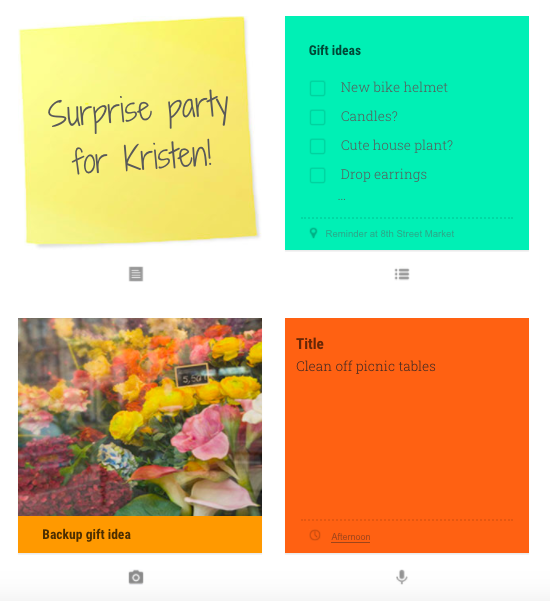 Surprise party
for Kristen!
Gift ideas
New bike helmet
Candles?
Cute house plant?
Drop earrings
...
Reminder at 8th Street Market
5,50
Backup gift idea
Title
Clean off picnic tables
Afternoon